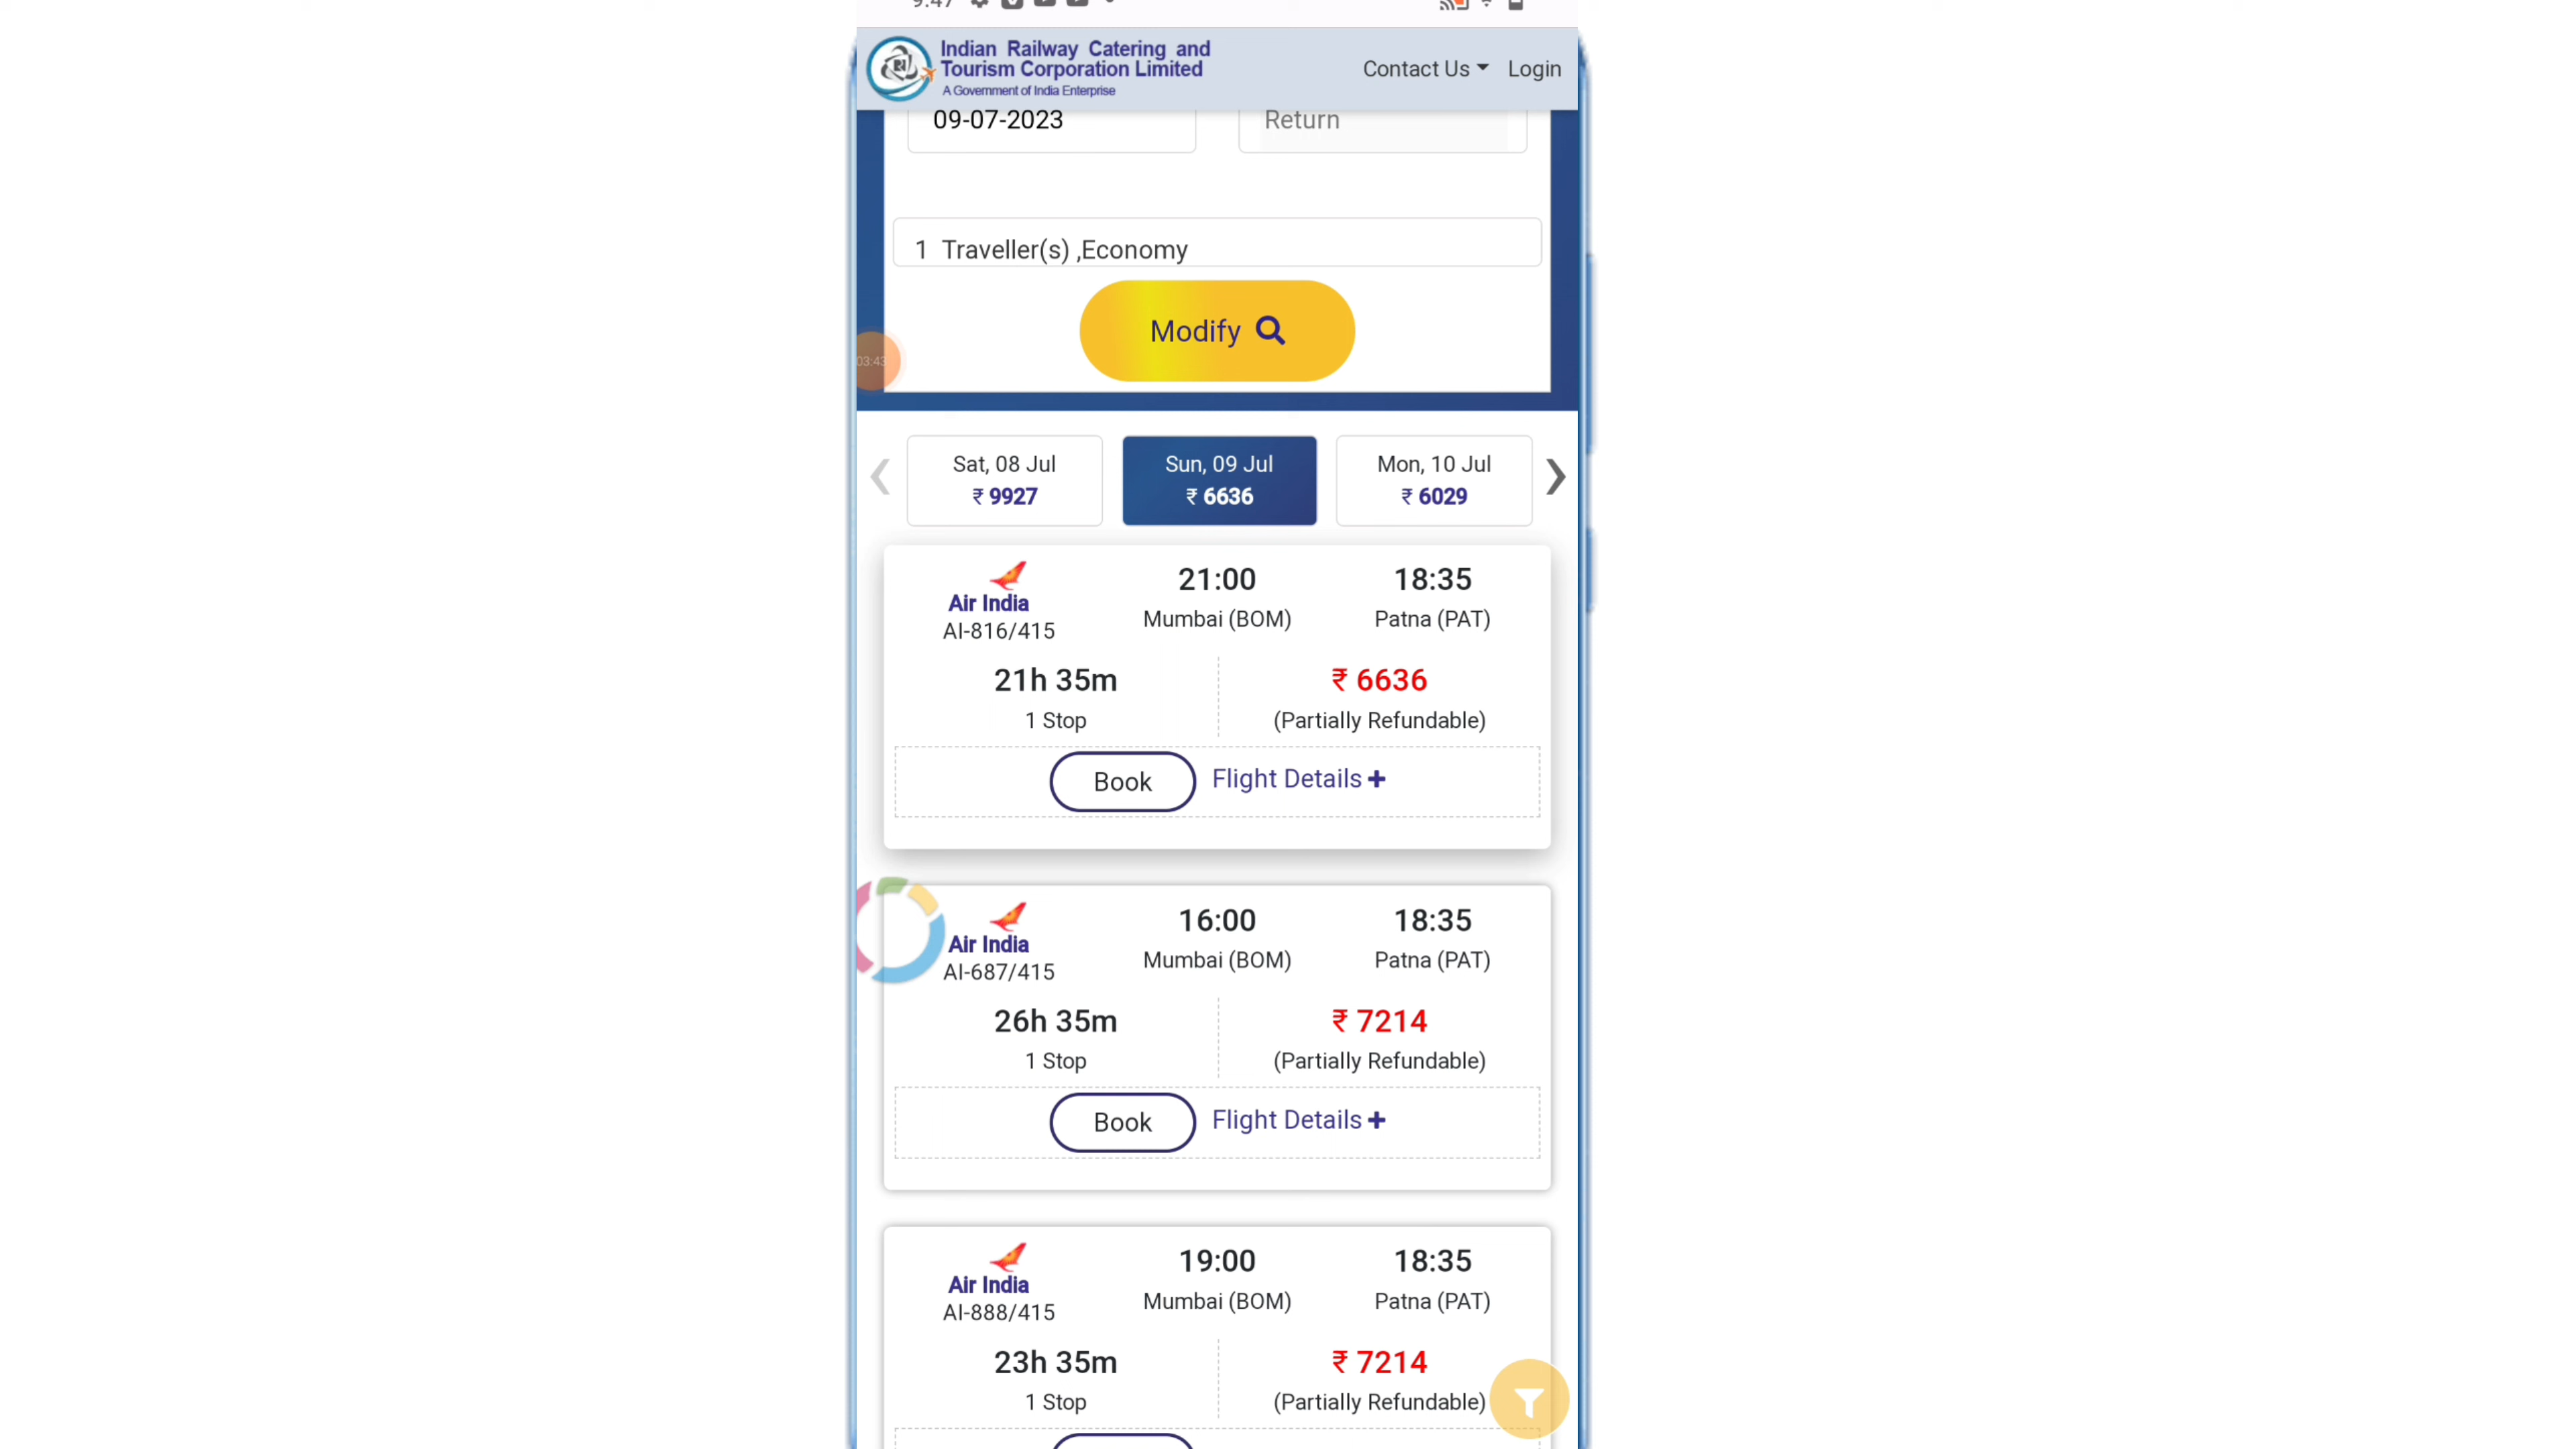 9:47
Indian Railway Catering and
Tourism Corporation Limited
A Government of India Enterprise
Contact Us
Login
09-07-2023
Return
1 Traveller(s) ,Economy
Modify
03:43
Sat, 08 Jul
₹ 9927
Sun, 09 Jul
₹ 6636
Mon, 10 Jul
₹ 6029
Air India
AI-816/415
21:00
Mumbai (BOM)
18:35
Patna (PAT)
21h 35m
1 Stop
₹ 6636
(Partially Refundable)
Book
Flight Details
Air India
AI-687/415
16:00
Mumbai (BOM)
18:35
Patna (PAT)
26h 35m
1 Stop
₹ 7214
(Partially Refundable)
Book
Flight Details
Air India
AI-888/415
19:00
Mumbai (BOM)
18:35
Patna (PAT)
23h 35m
1 Stop
₹ 7214
(Partially Refundable)